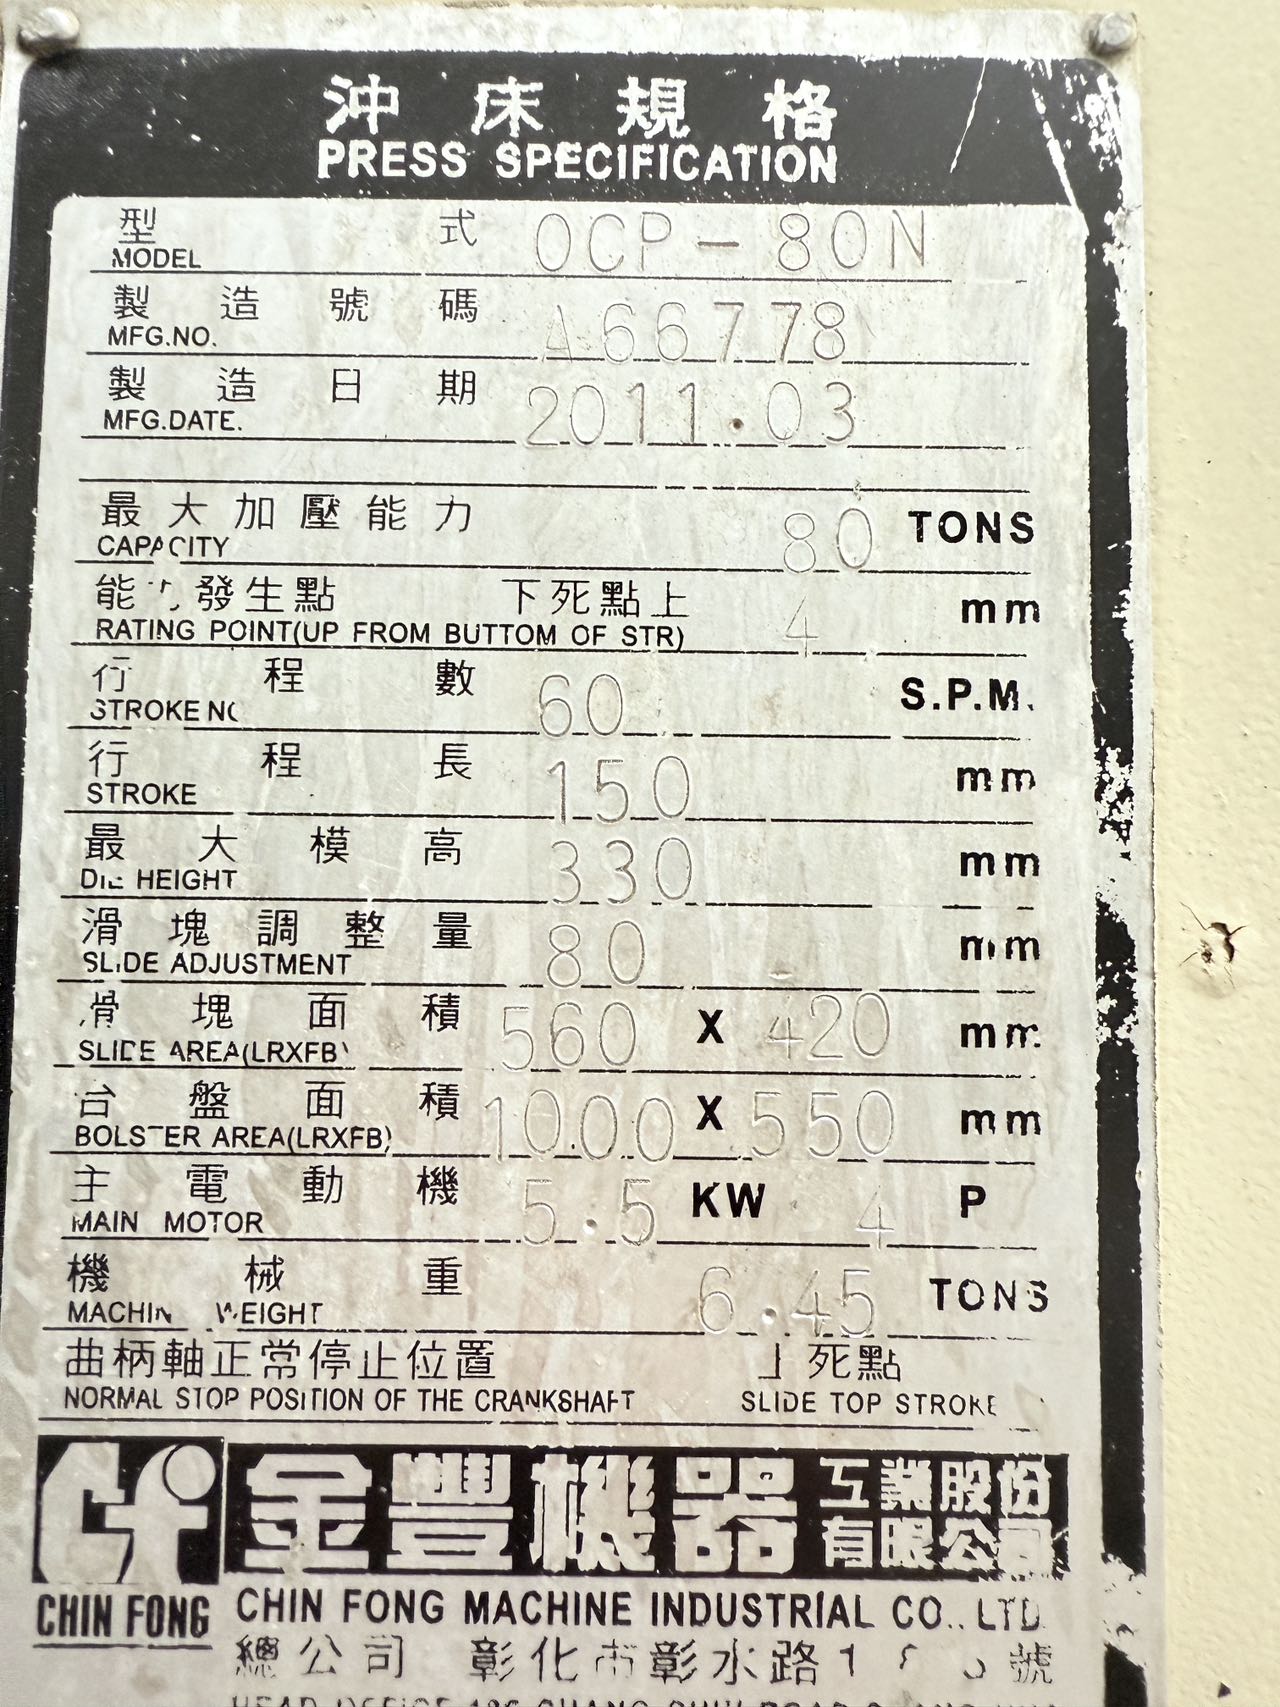 沖床規格
PRESS SPECIFICATION
型式 OCP-80N
MODEL
製造號碼 A66778
MFG.NO.
製造日期 2011.03
MFG.DATE.
最大加壓能力 80 TONS
CAPACITY
能發生點 下死點上 4 mm
RATING POINT(UP FROM BUTTOM OF STR)
行程數 60 S.P.M.
STROKE NO
行程長 150 mm
STROKE
最大模高 330 mm
DIE HEIGHT
滑塊調整量 80 mm
SLIDE ADJUSTMENT
滑塊面積 560 X 420 mm
SLIDE AREA(LRXFB)
台盤面積 1000 X 550 mm
BOLSTER AREA(LRXFB)
主電動機 5.5 KW 4 P
MAIN MOTOR
機械重 6.45 TONS
MACHINE WEIGHT
曲柄軸正常停止位置 上死點
NORMAL STOP POSITION OF THE CRANKSHAFT SLIDE TOP STROKE
金豐機器工業股份有限公司
CHIN FONG CHIN FONG MACHINE INDUSTRIAL CO., LTD.
總公司 彰化市彰水路 號
HEAD OFFICE